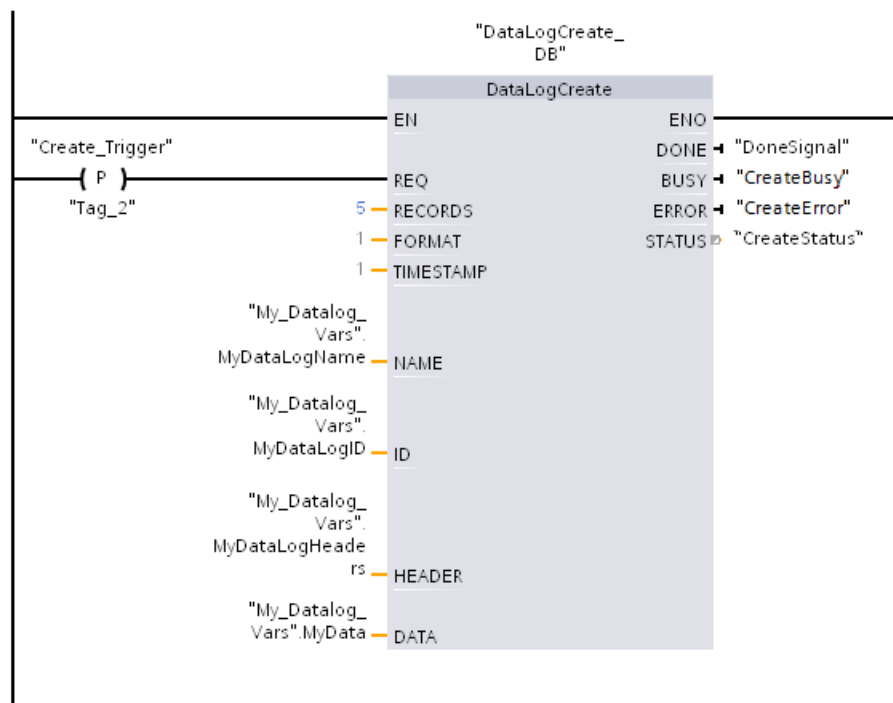 "DataLogCreate_
DB"
DataLogCreate
EN
ENO
"Create_Trigger"
DONE
"DoneSignal"
P
REQ
BUSY
"CreateBusy"
"Tag_2"
5
RECORDS
ERROR
"CreateError"
1
FORMAT
STATUS
"CreateStatus"
1
TIMESTAMP
"My_Datalog_
Vars".
MyDataLogName
NAME
"My_Datalog_
Vars".
MyDataLogID
ID
"My_Datalog_
Vars".
MyDataLogHeade
rs
HEADER
"My_Datalog_
Vars".MyData
DATA